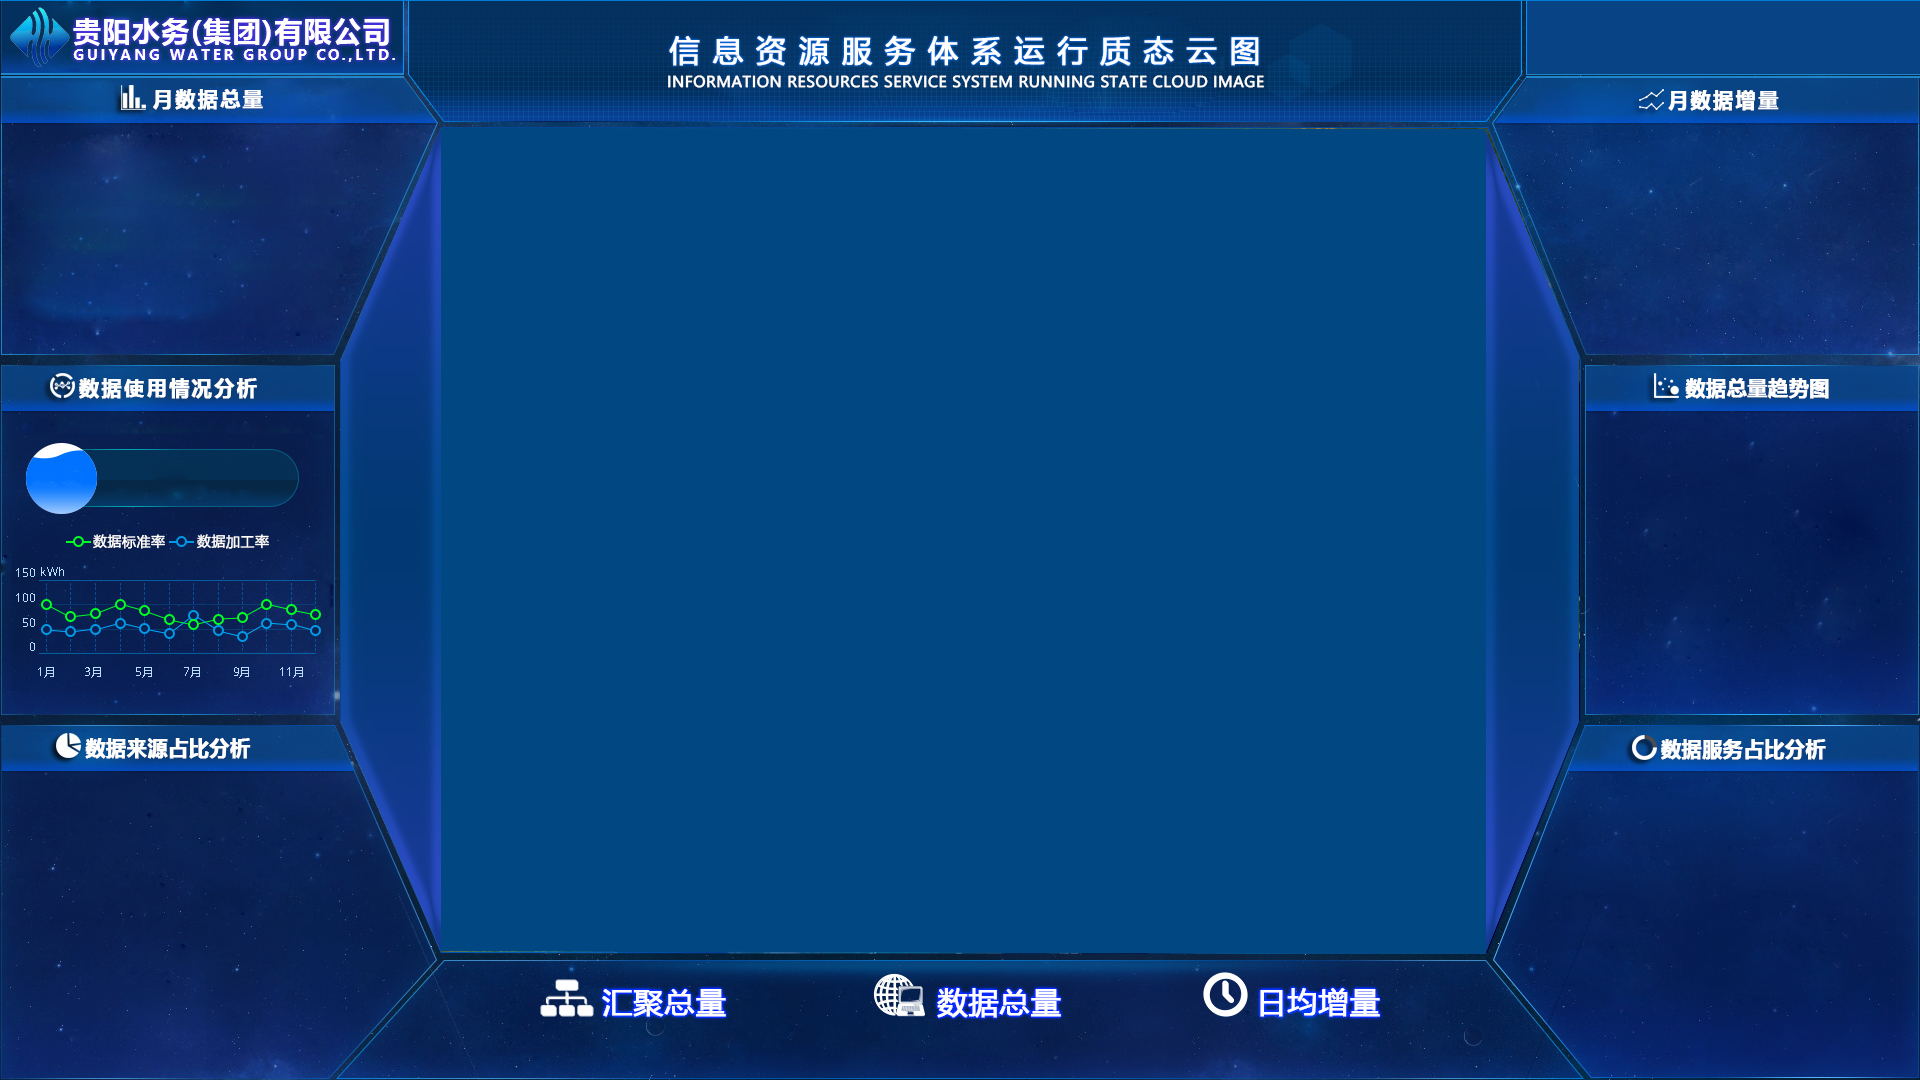 贵阳水务(集团)有限公司
GUIYANG WATER GROUP CO.,LTD.
信息资源服务体系运行质态云图
INFORMATION RESOURCES SERVICE SYSTEM RUNNING STATE CLOUD IMAGE
月数据总量
月数据增量
数据使用情况分析
数据标准率 数据加工率
150 kWh
100
50
0
1月 3月 5月 7月 9月 11月
数据总量趋势图
数据来源占比分析
数据服务占比分析
汇聚总量 数据总量 日均增量